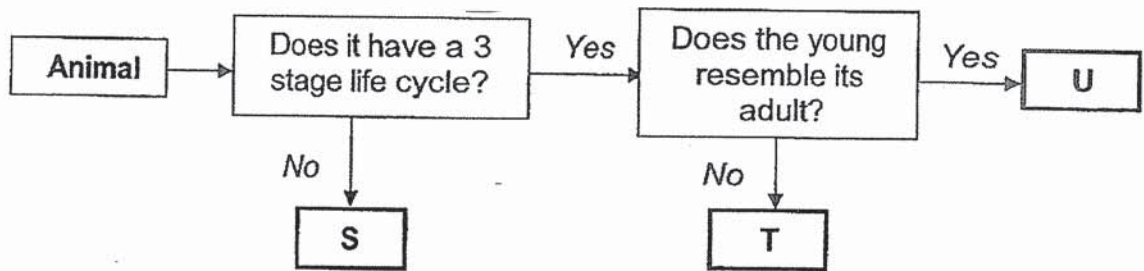 Animal
Does it have a 3
stage life cycle?
Yes
Does the young
resemble its
adult?
Yes
U
No
S
No
T